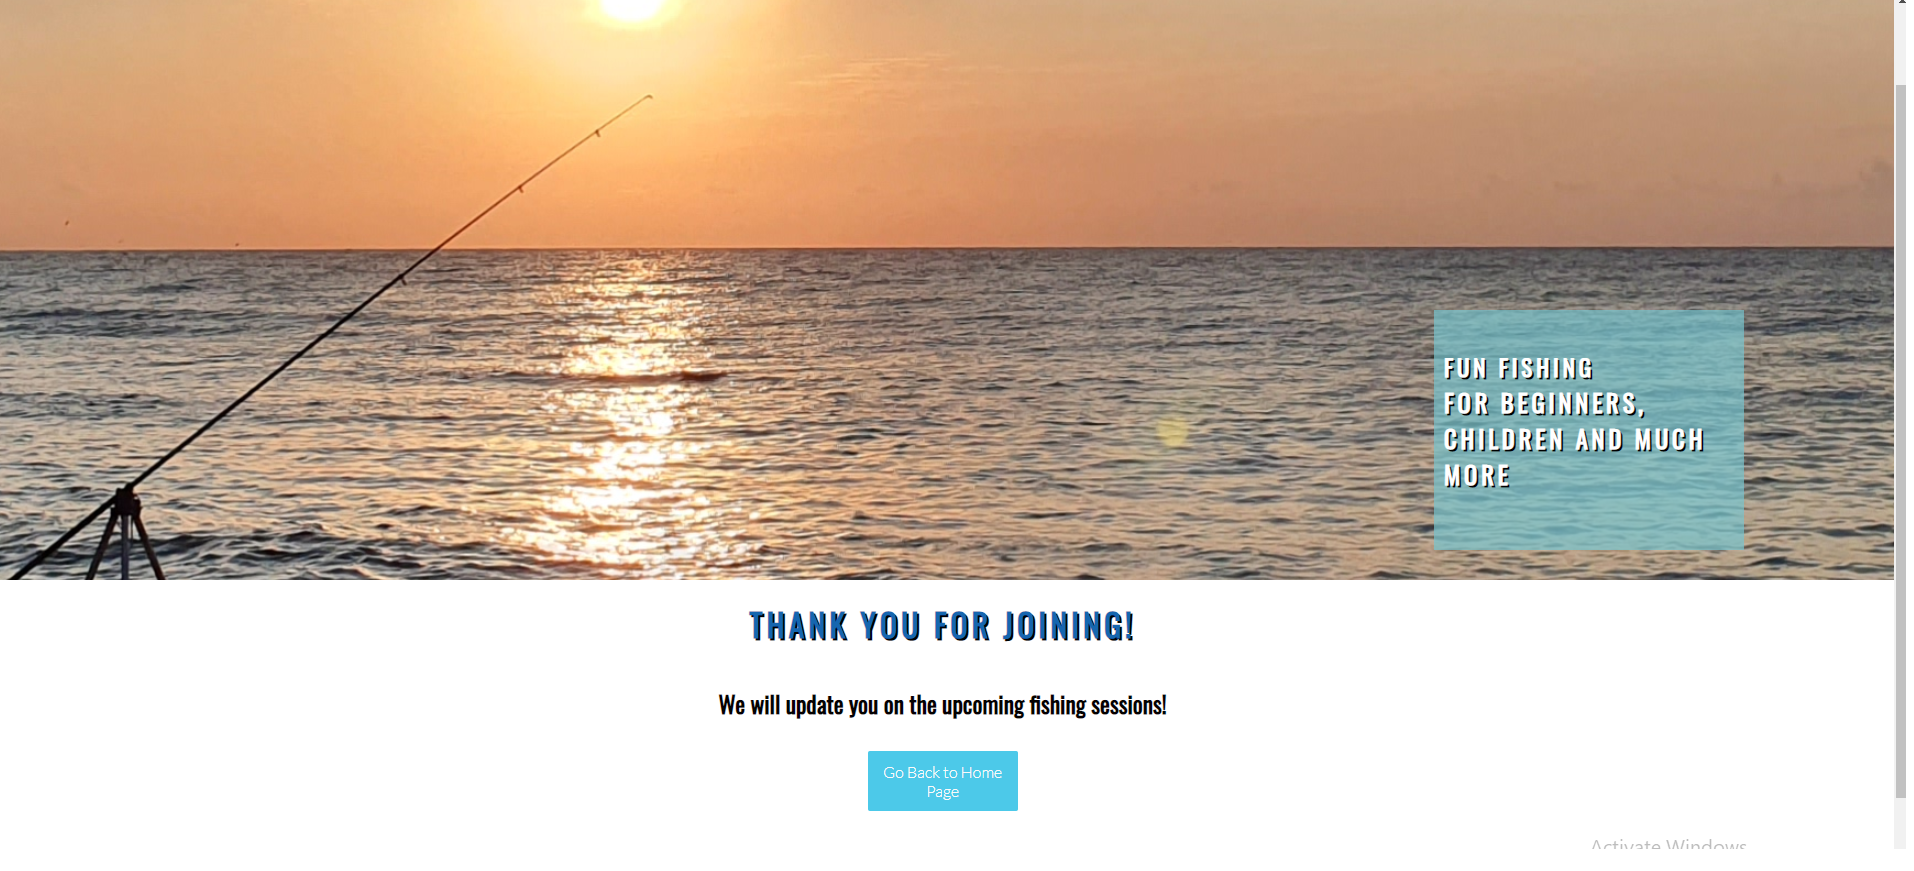 FUN FISHING
FOR BEGINNERS,
CHILDREN AND MUCH
MORE
THANK YOU FOR JOINING!
We will update you on the upcoming fishing sessions!
Go Back to Home
Page
Activate Windows